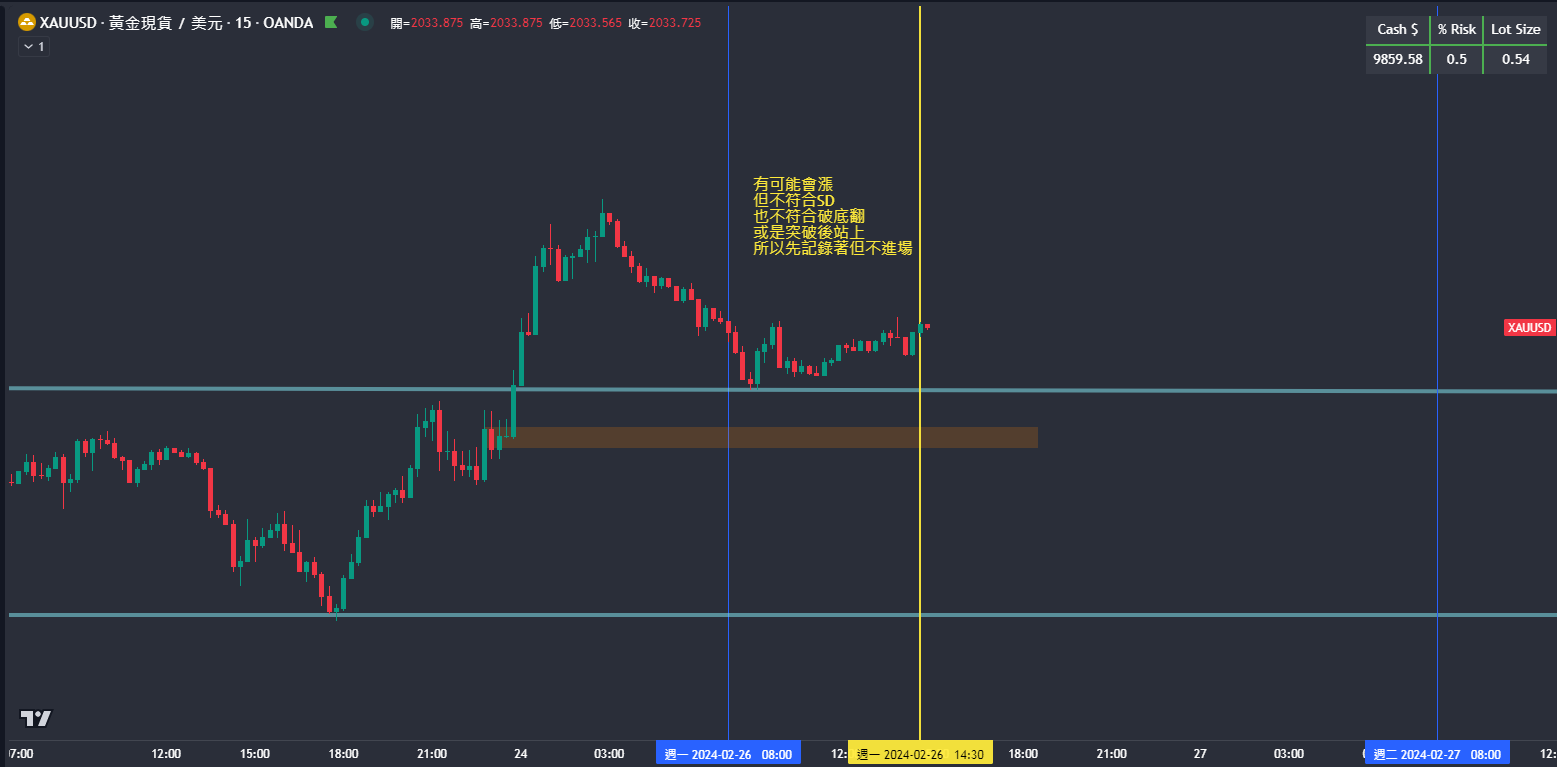 XAUUSD · 黃金現貨 / 美元 · 15 · OANDA 開=2033.875 高=2033.875 低=2033.565 收=2033.725
1
Cash $ % Risk Lot Size
9859.58 0.5 0.54
有可能會漲
但不符合SD
也不符合破底翻
或是突破後站上
所以先記錄著但不進場
XAUUSD
7:00 12:00 15:00 18:00 21:00 24 03:00 週一 2024-02-26 08:00 12: 週一 2024-02-26 14:30 18:00 21:00 27 03:00 週二 2024-02-27 08:00 12: